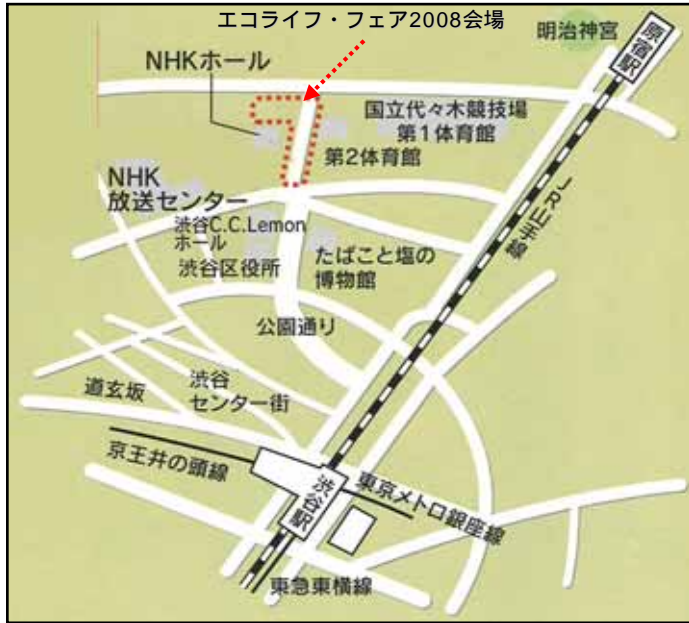 エコライフ・フェア2008会場
明治神宮
原宿駅
NHKホール
国立代々木競技場
第1体育館
第2体育館
NHK
放送センター
渋谷C.C.Lemon
ホール
渋谷区役所
たばこと塩の
博物館
JR山手線
公園通り
道玄坂
渋谷
センター街
京王井の頭線
渋谷駅
東京メトロ銀座線
東急東横線